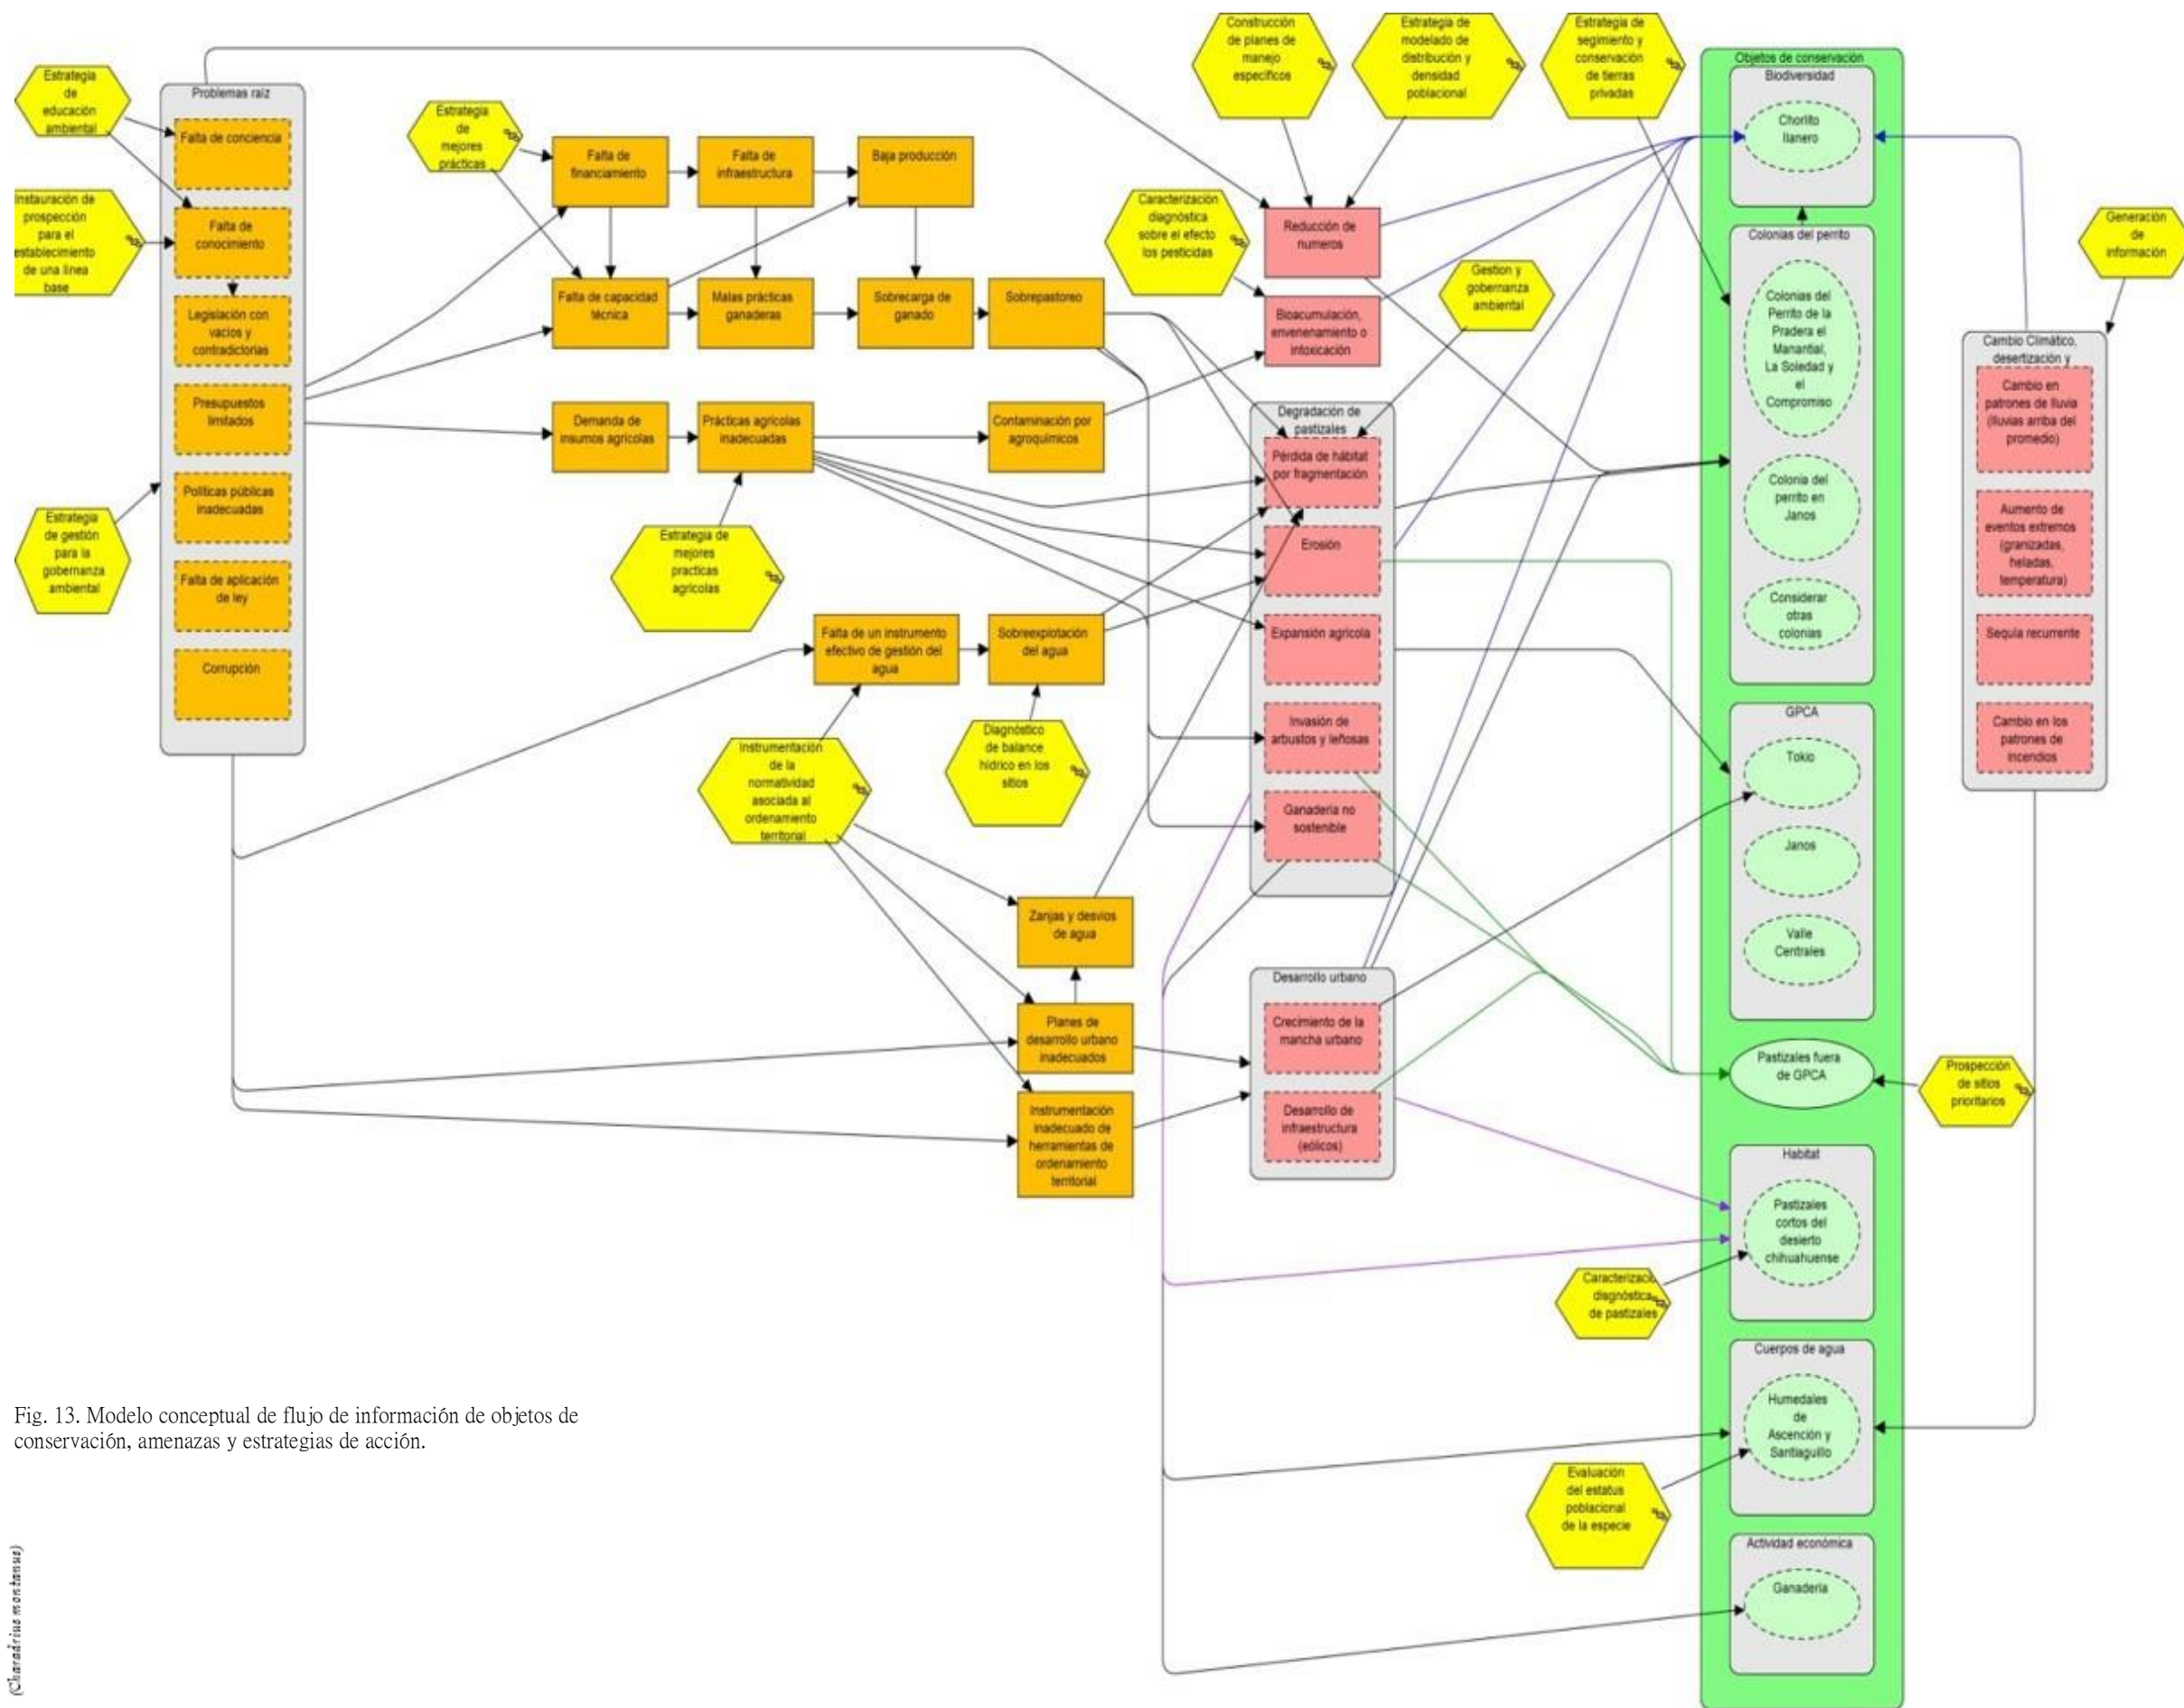 Estrategia
de
educación
ambiental
Instauración de
prospección
para el
establecimiento
de una linea
base
Estrategia
de gestión
para la
gobernanza
ambiental
Problemas raíz
Falta de conciencia
Falta de
conocimiento
Legislación con
vacios y
contradictorias
Presupuestos
limitados
Políticas públicas
inadecuadas
Falta de aplicación
de ley
Corrupción
Estrategia
de
mejores
prácticas
Falta de
financiamiento
Falta de
infraestructura
Baja producción
Falta de capacidad
técnica
Malas prácticas
ganaderas
Sobrecarga de
ganado
Sobrepastoreo
Demanda de
insumos agrícolas
Prácticas agrícolas
inadecuadas
Contaminación por
agroquímicos
Estrategia de
mejores
practicas
agrícolas
Falta de un instrumento
efectivo de gestión del
agua
Sobreexplotación
del agua
Instrumentación
de la
normatividad
asociada al
ordenamiento
territorial
Diagnóstico
de balance
hídrico en los
sitios
Zanjas y desvios
de agua
Planes de
desarrollo urbano
inadecuados
Instrumentación
inadecuado de
herramientas de
ordenamiento
territorial
Construcción
de planes de
manejo
especificos
Estrategia de
modelado de
distribución y
densidad
poblacional
Estrategia de
segimiento y
conservación
de tierras
privadas
Caracterización
diagnóstica
sobre el efecto
los pesticidas
Reducción de
numeros
Bioacumulación,
envenenamiento o
intoxicación
Gestion y
gobernanza
ambiental
Degradación de
pastizales
Pérdida de hábitat
por fragmentación
Erosión
Expansión agrícola
Invasión de
arbustos y leñosas
Ganadería no
sostenible
Desarrollo urbano
Crecimiento de la
mancha urbano
Desarrollo de
infraestructura
(eólicos)
Objetos de conservación
Biodiversidad
Chorlito
llanero
Colonias del perrito
Colonias del
Perrito de la
Pradera el
Manantial,
La Soledad y
el
Compromiso
Colonia del
perrito en
Janos
Considerar
otras
colonias
GPCA
Tokio
Janos
Valle
Centrales
Pastizales fuera
de GPCA
Habitat
Pastizales
cortos del
desierto
chihuahuense
Cuerpos de agua
Humedales
de
Ascención y
Santiaguillo
Actividad económica
Ganadería
Generación
de
información
Cambio Climático,
desertización y
Cambio en
patrones de lluvia
(lluvias arriba del
promedio)
Aumento de
eventos extremos
(granizadas,
heladas,
temperatura)
Sequía recurrente
Cambio en los
patrones de
incendios
Prospección
de sitios
prioritarios
Caracterizació
disgnóstica
de pastizales
Evaluación
del estatus
poblacional
de la especie
Fig. 13. Modelo conceptual de flujo de información de objetos de
conservación, amenazas y estrategias de acción.
(Charadrius montanus)